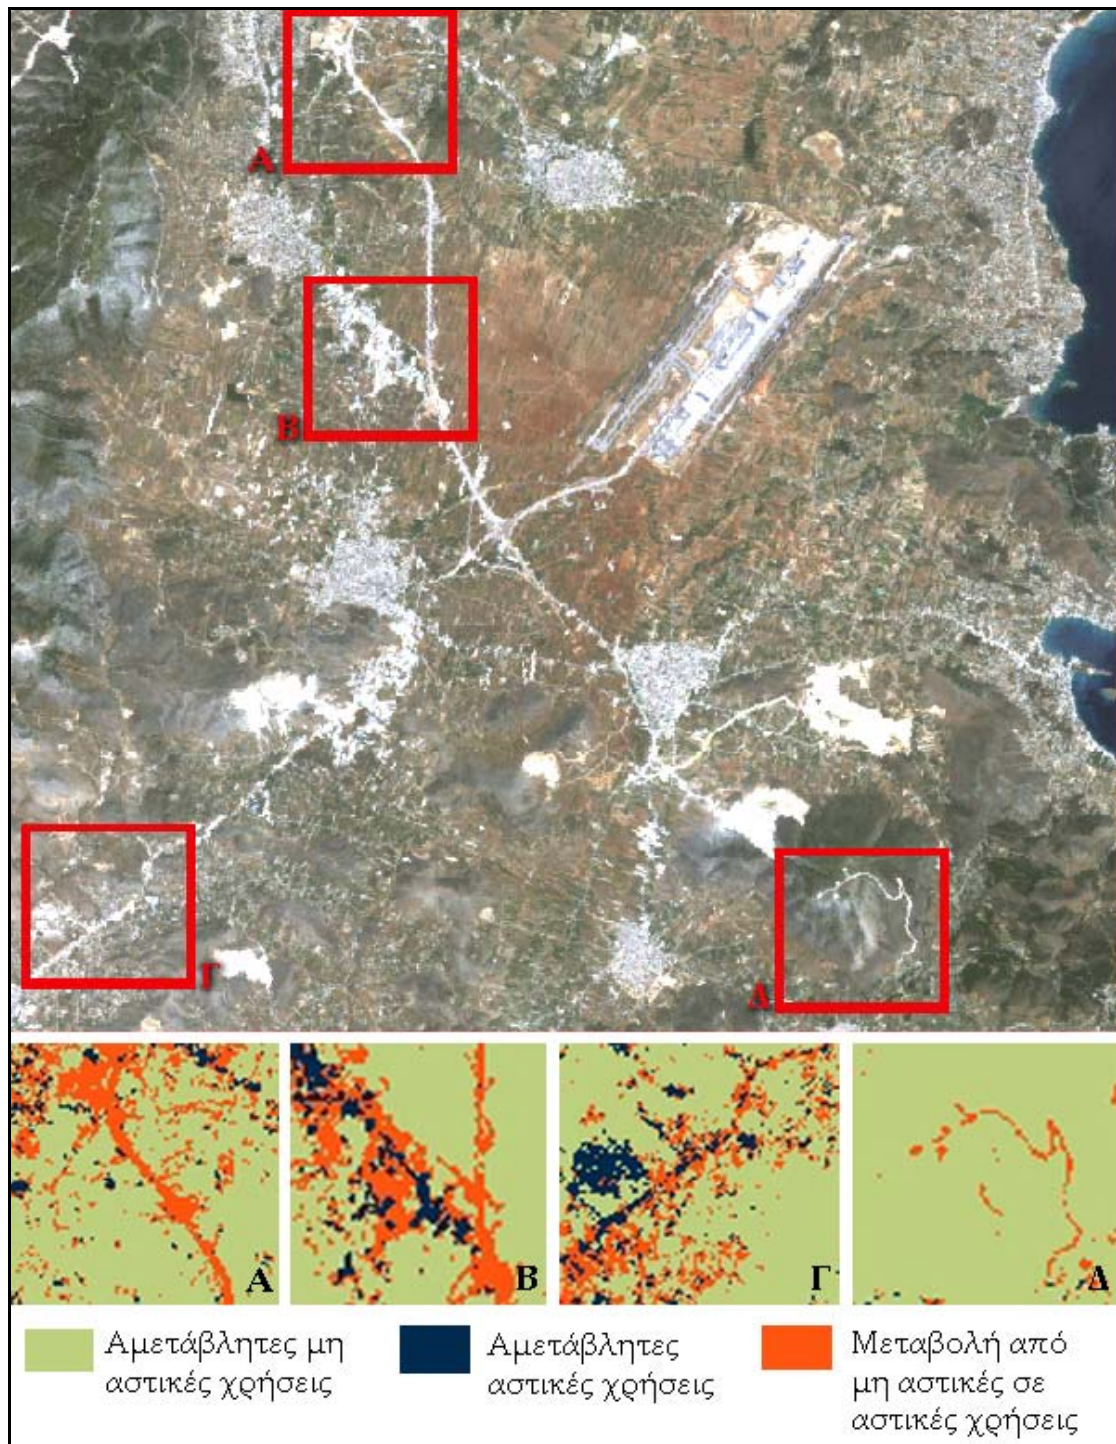 Α
Β
Γ
Δ
Α
Β
Γ
Δ
Αμετάβλητες μη
αστικές χρήσεις
Αμετάβλητες
αστικές χρήσεις
Μεταβολή από
μη αστικές σε
αστικές χρήσεις